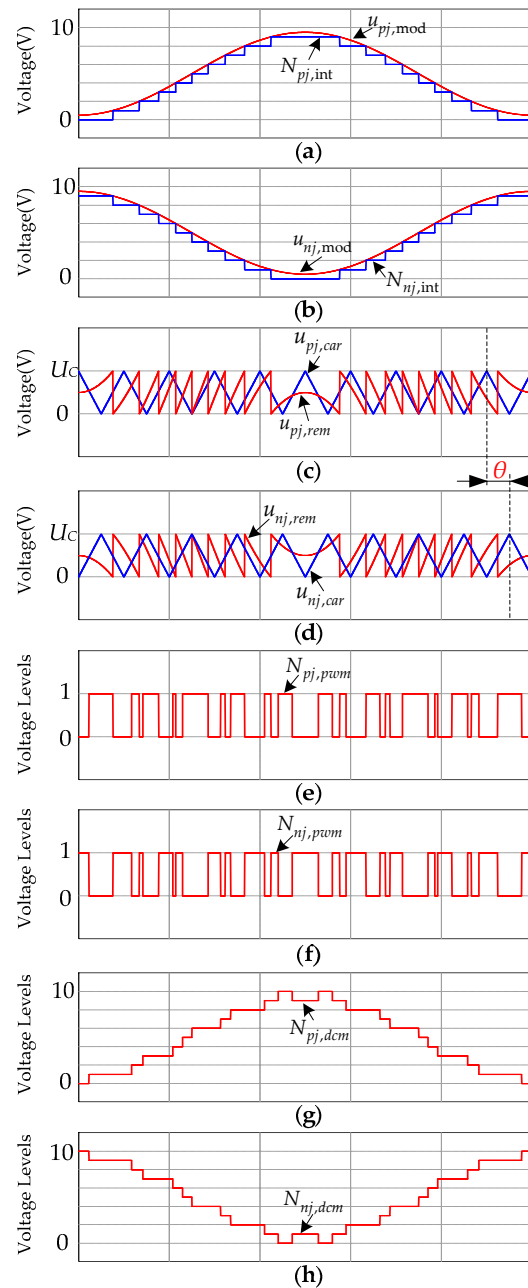 Voltage(V)
10
0
u_{pj,mod}
N_{pj,int}
(a)
Voltage(V)
10
0
u_{nj,mod}
N_{nj,int}
(b)
Voltage(V)
U_C
0
u_{pj,car}
u_{pj,rem}
(c)
θ
Voltage(V)
U_C
0
u_{nj,rem}
u_{nj,car}
(d)
Voltage Levels
1
0
N_{pj,pwm}
(e)
Voltage Levels
1
0
N_{nj,pwm}
(f)
Voltage Levels
10
0
N_{pj,dcm}
(g)
Voltage Levels
10
0
N_{nj,dcm}
(h)